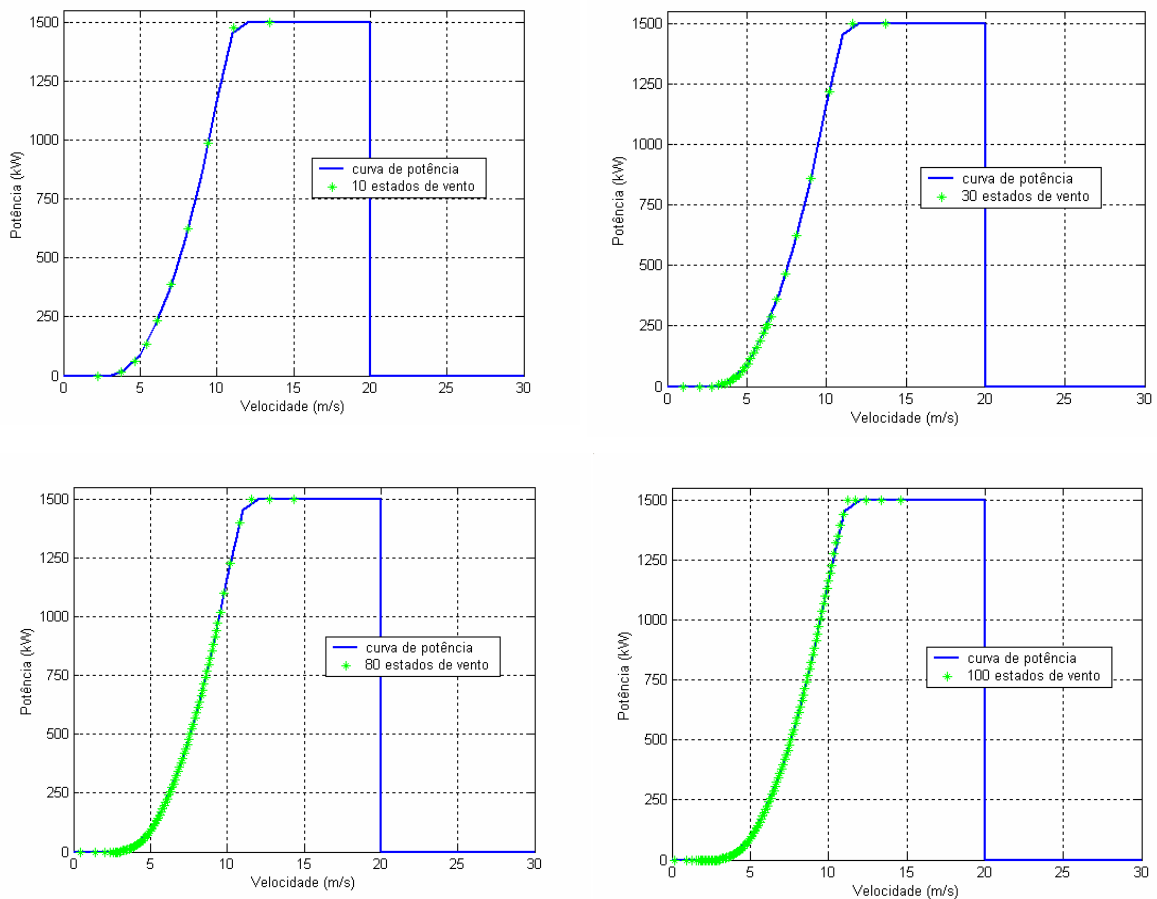 1500
1250
1000
750
500
250
0
Potência (kW)
curva de potência
10 estados de vento
0 5 10 15 20 25 30
Velocidade (m/s)
1500
1250
1000
750
500
250
0
Potência (kW)
curva de potência
30 estados de vento
0 5 10 15 20 25 30
Velocidade (m/s)
1500
1250
1000
750
500
250
0
Potência (kW)
curva de potência
80 estados de vento
0 5 10 15 20 25 30
Velocidade (m/s)
1500
1250
1000
750
500
250
0
Potência (kW)
curva de potência
100 estados de vento
0 5 10 15 20 25 30
Velocidade (m/s)